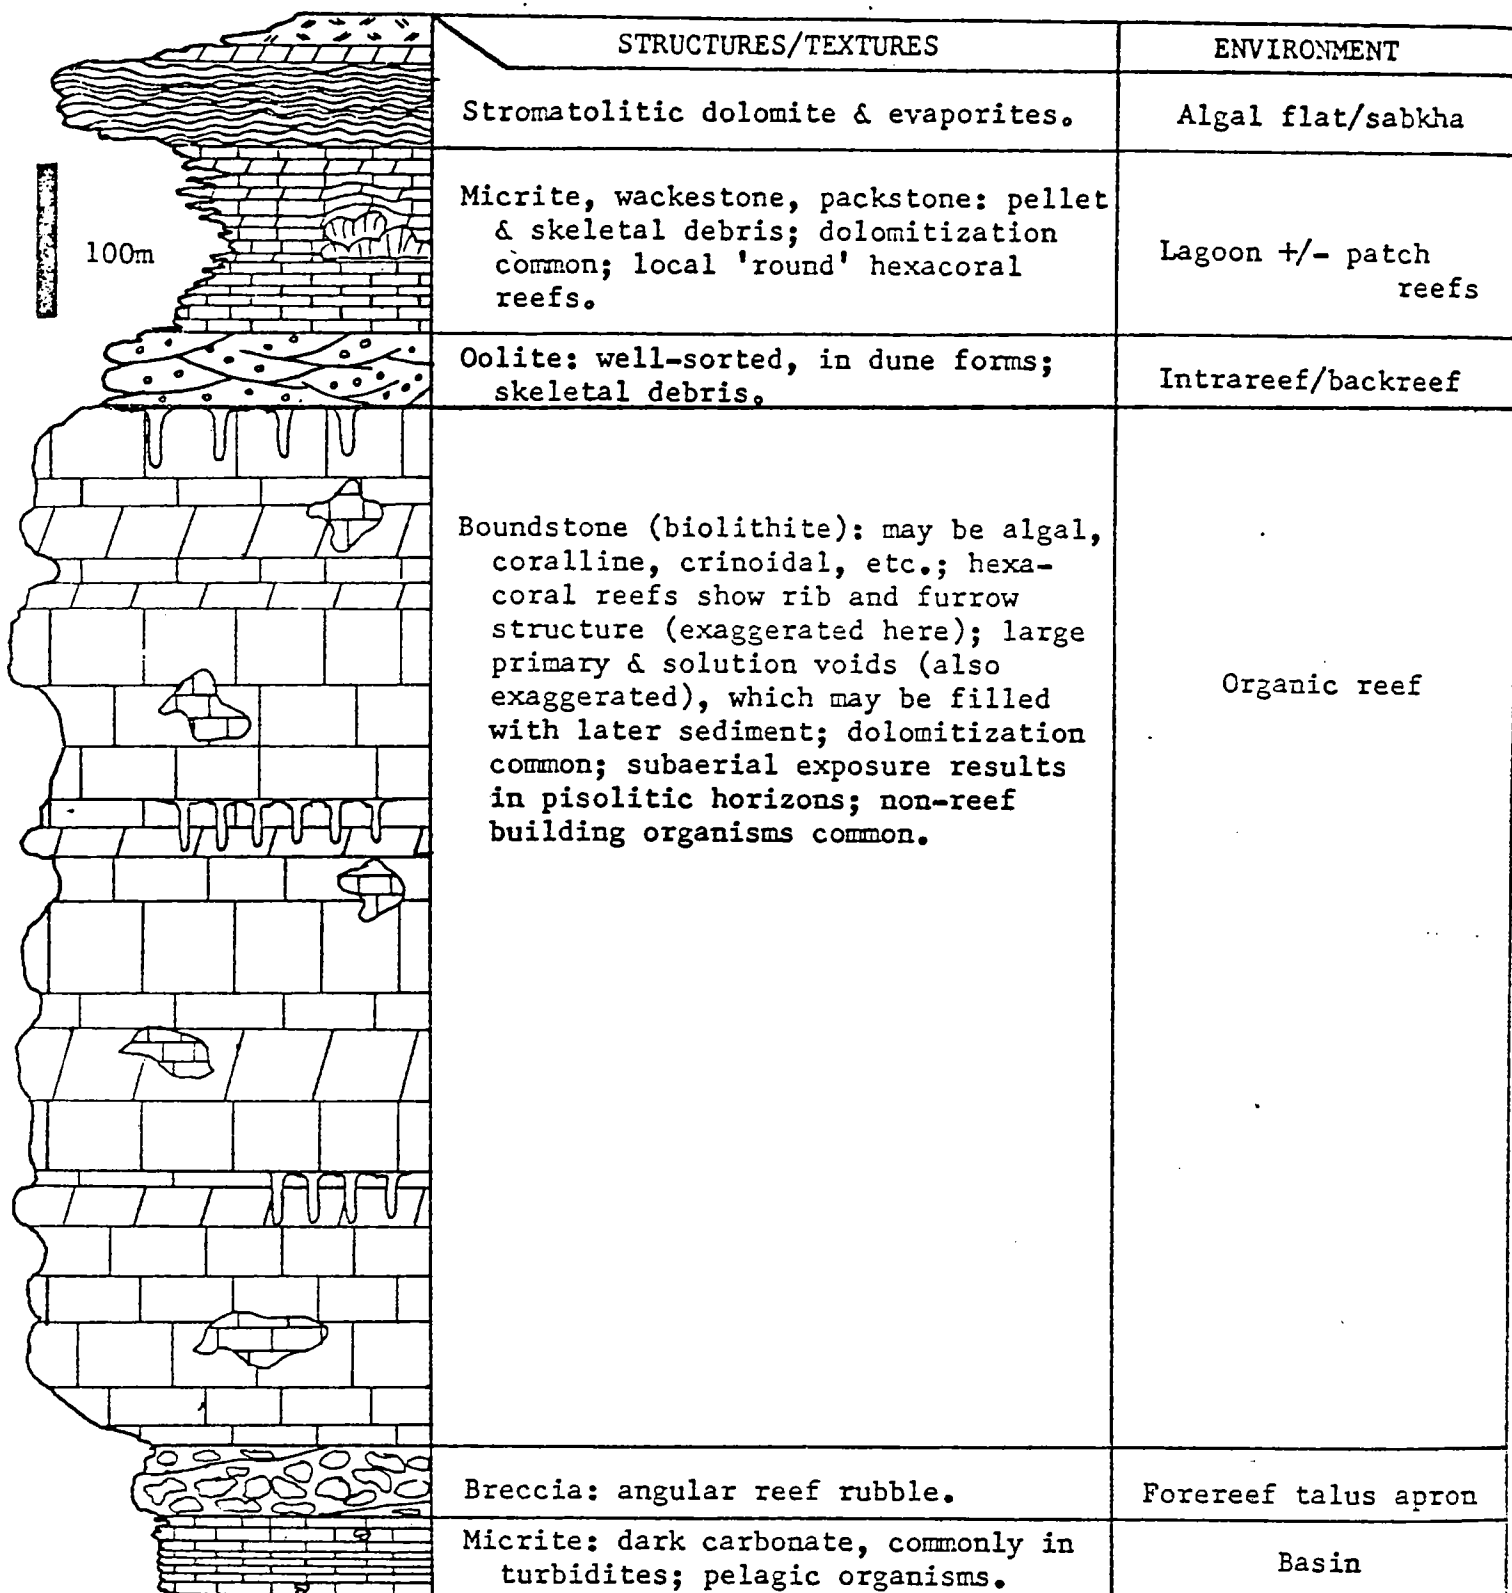 STRUCTURES/TEXTURES
ENVIRONMENT
Stromatolitic dolomite & evaporites.
Algal flat/sabkha
100m
Micrite, wackestone, packstone: pellet
& skeletal debris; dolomitization
common; local 'round' hexacoral
reefs.
Lagoon +/- patch
reefs
Oolite: well-sorted, in dune forms;
skeletal debris.
Intrareef/backreef
Boundstone (biolithite): may be algal,
coralline, crinoidal, etc.; hexa-
coral reefs show rib and furrow
structure (exaggerated here); large
primary & solution voids (also
exaggerated), which may be filled
with later sediment; dolomitization
common; subaerial exposure results
in pisolitic horizons; non-reef
building organisms common.
Organic reef
Breccia: angular reef rubble.
Forereef talus apron
Micrite: dark carbonate, commonly in
turbidites; pelagic organisms.
Basin